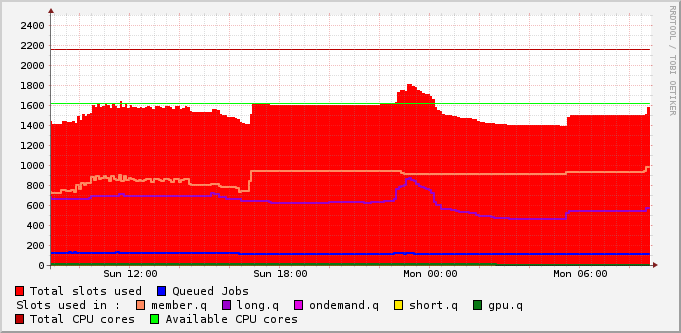 2400
2200
2000
1800
1600
1400
1200
1000
800
600
400
200
0
Sun 12:00 Sun 18:00 Mon 00:00 Mon 06:00
RRDTOOL / TOBI OETIKER
Total slots used Queued Jobs
Slots used in : member.q long.q ondemand.q short.q gpu.q
Total CPU cores Available CPU cores